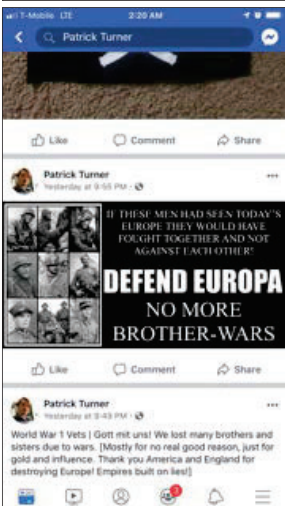 T-Mobile LTE 2:20 AM
Patrick Turner
Like Comment Share
Patrick Turner
Yesterday at 9:55 PM ·
IF THESE MEN HAD SEEN TODAY'S
EUROPE THEY WOULD HAVE
FOUGHT TOGETHER AND NOT
AGAINST EACH OTHER!
DEFEND EUROPA
NO MORE
BROTHER-WARS
Like Comment Share
Patrick Turner
Yesterday at 9:43 PM ·
World War 1 Vets | Gott mit uns! We lost many brothers and
sisters due to wars. [Mostly for no real good reason, just for
gold and influence. Thank you America and England for
destroying Europe! Empires built on lies!]
3